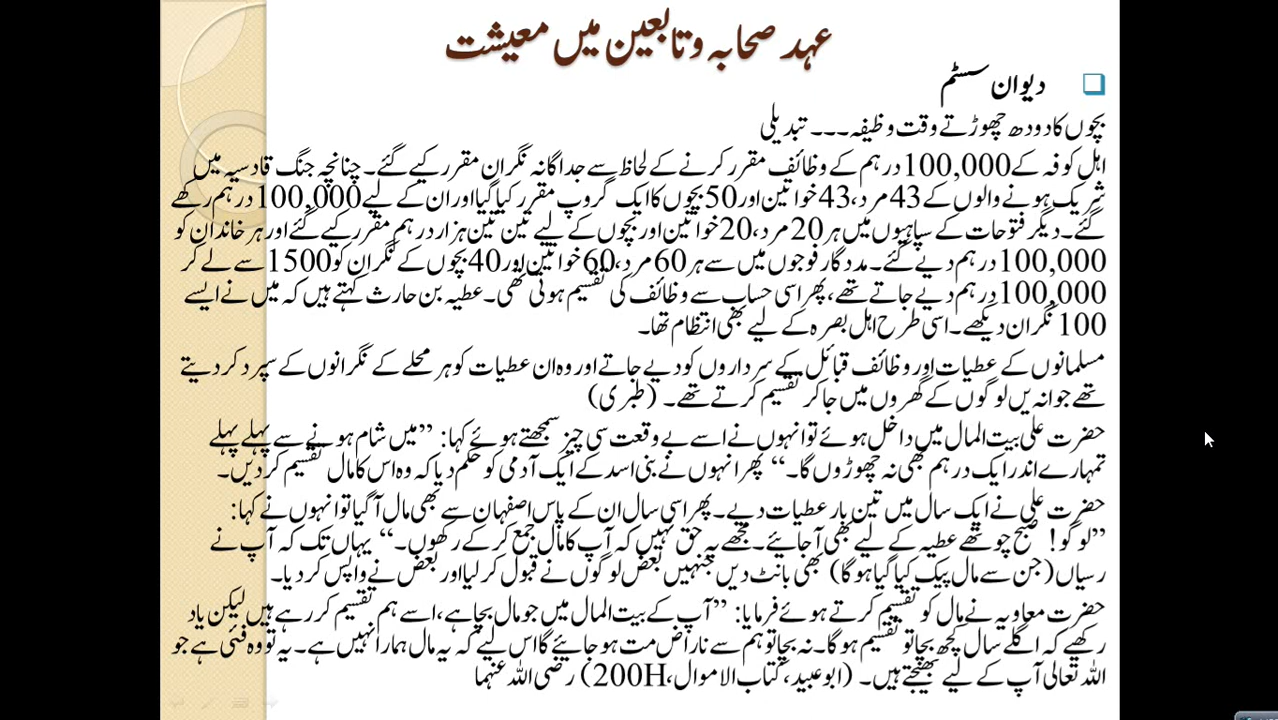 عہد صحابہ و تابعین میں معیشت
دیوان سسٹم
بچوں کا دودھ چھوڑتے وقت وظیفہ۔۔۔ تبدیلی
اہل کوفہ کے 100,000 درہم کے وظائف مقرر کرنے کے لحاظ سے جداگانہ نگران مقرر کیے گئے۔ چنانچہ جنگ قادسیہ میں
شریک ہونے والوں کے 43 مرد، 43 خواتین اور 50 بچوں کا ایک گروپ مقرر کیا گیا اور ان کے لیے 100,000 درہم رکھے
گئے۔ دیگر فتوحات کے سپاہیوں میں ہر 20 مرد، 20 خواتین اور بچوں کے لیے تین تین ہزار درہم مقرر کیے گئے اور ہر خاندان کو
100,000 درہم دیے گئے۔ مددگار فوجوں میں سے ہر 60 مرد، 60 خواتین اور 40 بچوں کے نگران کو 1500 سے لے کر
100,000 درہم دیے جاتے تھے، پھر اسی حساب سے وظائف کی تقسیم ہوتی تھی۔ عطیہ بن حارث کہتے ہیں کہ میں نے ایسے
100 نگران دیکھے۔ اسی طرح اہل بصرہ کے لیے بھی انتظام تھا۔
مسلمانوں کے عطیات اور وظائف قبائل کے سرداروں کو دیے جاتے اور وہ ان عطیات کو ہر محلے کے نگرانوں کے سپرد کر دیتے
تھے جو انہ یں لوگوں کے گھروں میں جا کر تقسیم کرتے تھے۔ (طبری)
حضرت علی بیت المال میں داخل ہوئے تو انہوں نے اسے بے وقعت سی چیز سمجھتے ہوئے کہا: ”میں شام ہونے سے پہلے پہلے
تمہارے اندر ایک درہم بھی نہ چھوڑوں گا۔“ پھر انہوں نے بنی اسد کے ایک آدمی کو حکم دیا کہ وہ اس کا مال تقسیم کر دیں۔
حضرت علی نے ایک سال میں تین بار عطیات دیے۔ پھر اسی سال ان کے پاس اصفہان سے بھی مال آ گیا تو انہوں نے کہا:
”لوگو! صبح چوتھے عطیہ کے لیے بھی آ جائیے۔ مجھے یہ حق نہیں کہ آپ کا مال جمع کر کے رکھوں۔“ یہاں تک کہ آپ نے
رسیاں (جن سے مال پیک کیا گیا ہو گا) بھی بانٹ دیں جنہیں بعض لوگوں نے قبول کر لیا اور بعض نے واپس کر دیا۔
حضرت معاویہ نے مال کو تقسیم کرتے ہوئے فرمایا: ”آپ کے بیت المال میں جو مال بچا ہے، اسے ہم تقسیم کر رہے ہیں لیکن یاد
رکھیے کہ اگلے سال کچھ بچا تو تقسیم ہو گا۔ نہ بچا تو ہم سے ناراض مت ہو جائیے گا اس لیے کہ یہ مال ہمارا نہیں ہے۔ یہ تو وہ فئی ہے جو
اللہ تعالی آپ کے لیے بھیجتے ہیں۔ (ابو عبید، کتاب الاموال، 200H) رضی اللہ عنہما